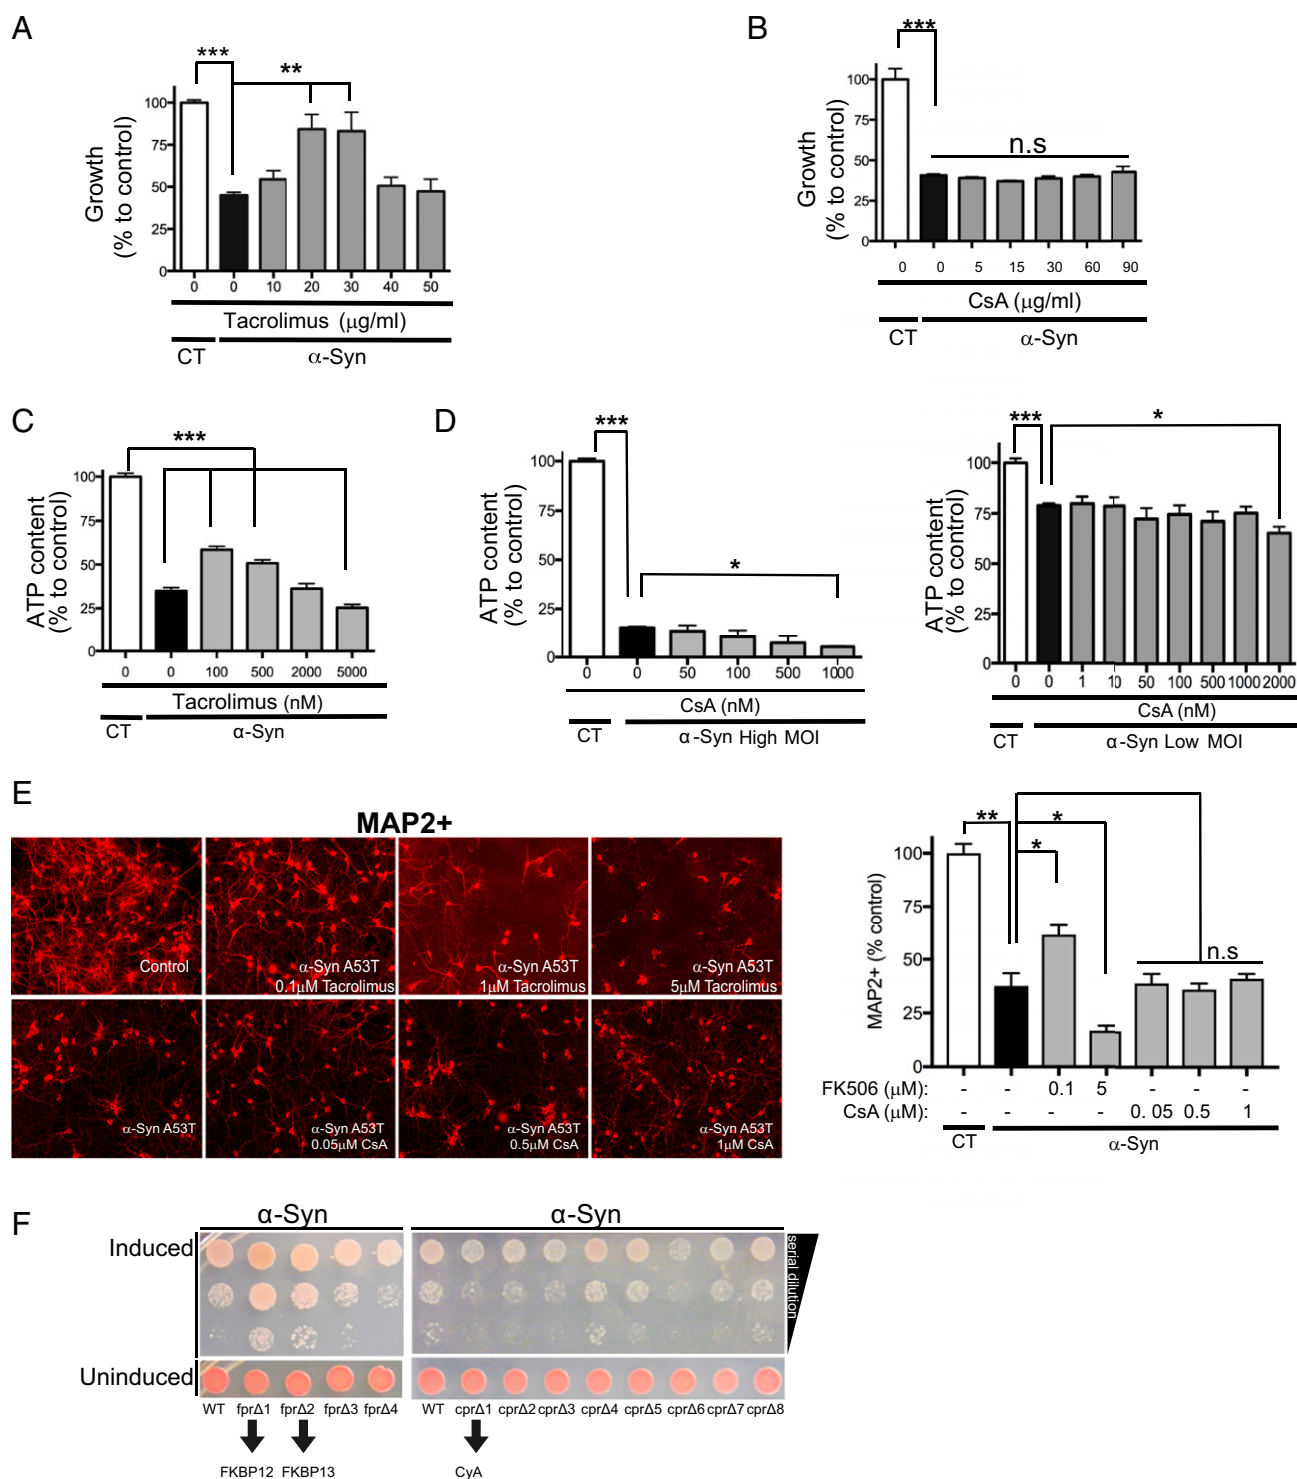 A
***
**
Growth
(% to control)
100
75
50
25
0
0 0 10 20 30 40 50
Tacrolimus (μg/ml)
CT α-Syn
B
***
n.s
Growth
(% to control)
100
75
50
25
0
0 0 5 15 30 60 90
CsA (μg/ml)
CT α-Syn
C
***
ATP content
(% to control)
100
75
50
25
0
0 0 100 500 2000 5000
Tacrolimus (nM)
CT α-Syn
D
***
*
ATP content
(% to control)
100
75
50
25
0
0 0 50 100 500 1000
CsA (nM)
CT α-Syn High MOI
***
*
ATP content
(% to control)
100
75
50
25
0
0 0 1 10 50 100 500 1000 2000
CsA (nM)
CT α-Syn Low MOI
E
MAP2+
Control
α-Syn A53T
0.1μM Tacrolimus
α-Syn A53T
1μM Tacrolimus
α-Syn A53T
5μM Tacrolimus
α-Syn A53T
α-Syn A53T
0.05μM CsA
α-Syn A53T
0.5μM CsA
α-Syn A53T
1μM CsA
**
*
*
n.s
MAP2+ (% control)
100
75
50
25
0
FK506 (μM): - - 0.1 5 - - -
CsA (μM): - - - - 0. 05 0.5 1
CT α-Syn
F
α-Syn α-Syn
Induced
serial dilution
Uninduced
WT fprΔ1 fprΔ2 fprΔ3 fprΔ4 WT cprΔ1 cprΔ2 cprΔ3 cprΔ4 cprΔ5 cprΔ6 cprΔ7 cprΔ8
FKBP12 FKBP13 CyA